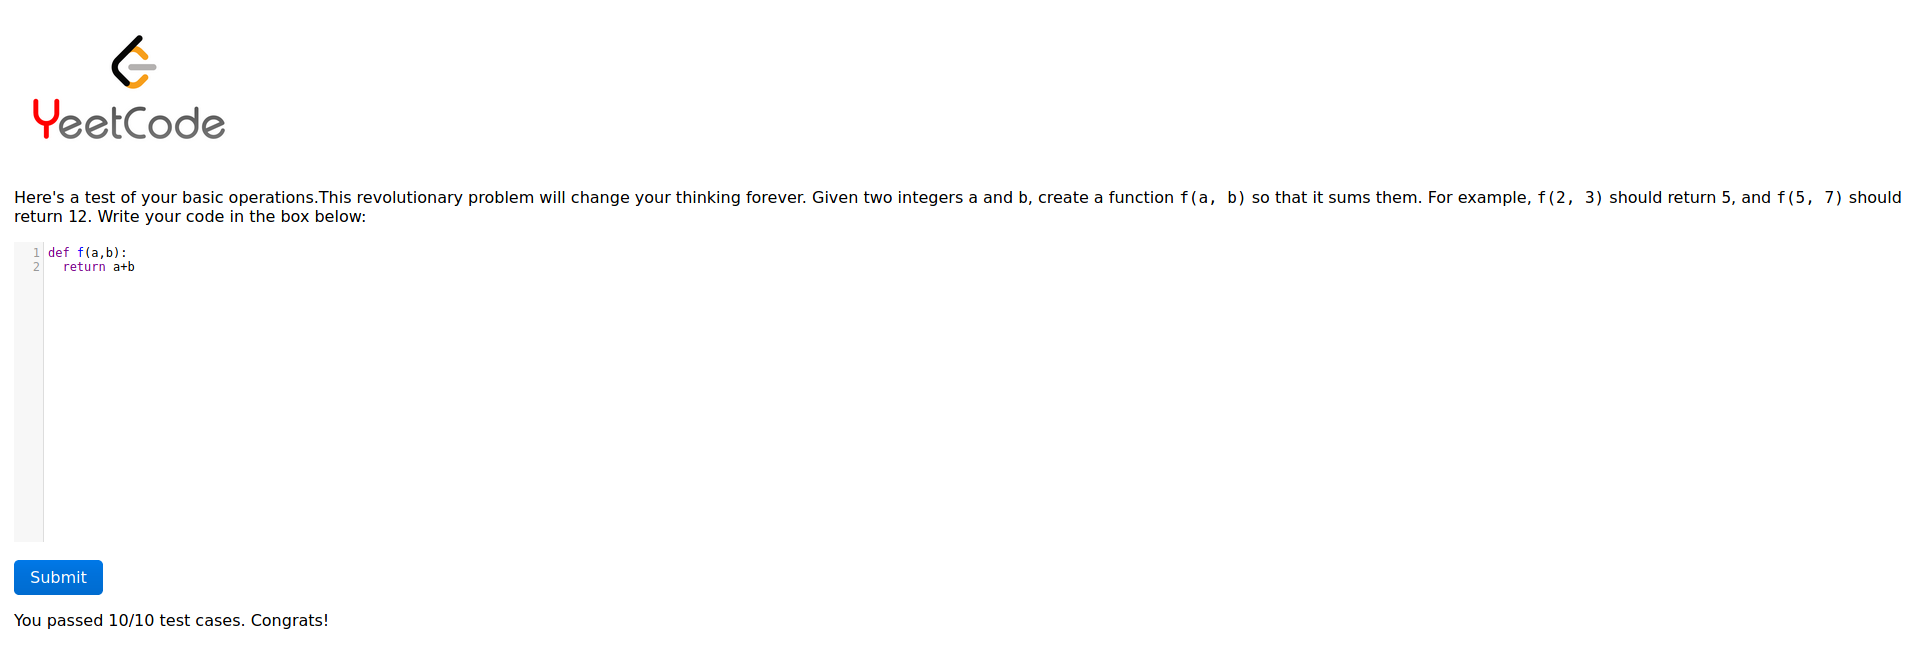 YeetCode
Here's a test of your basic operations.This revolutionary problem will change your thinking forever. Given two integers a and b, create a function f(a, b) so that it sums them. For example, f(2, 3) should return 5, and f(5, 7) should
return 12. Write your code in the box below:
1 def f(a,b):
2   return a+b
Submit
You passed 10/10 test cases. Congrats!